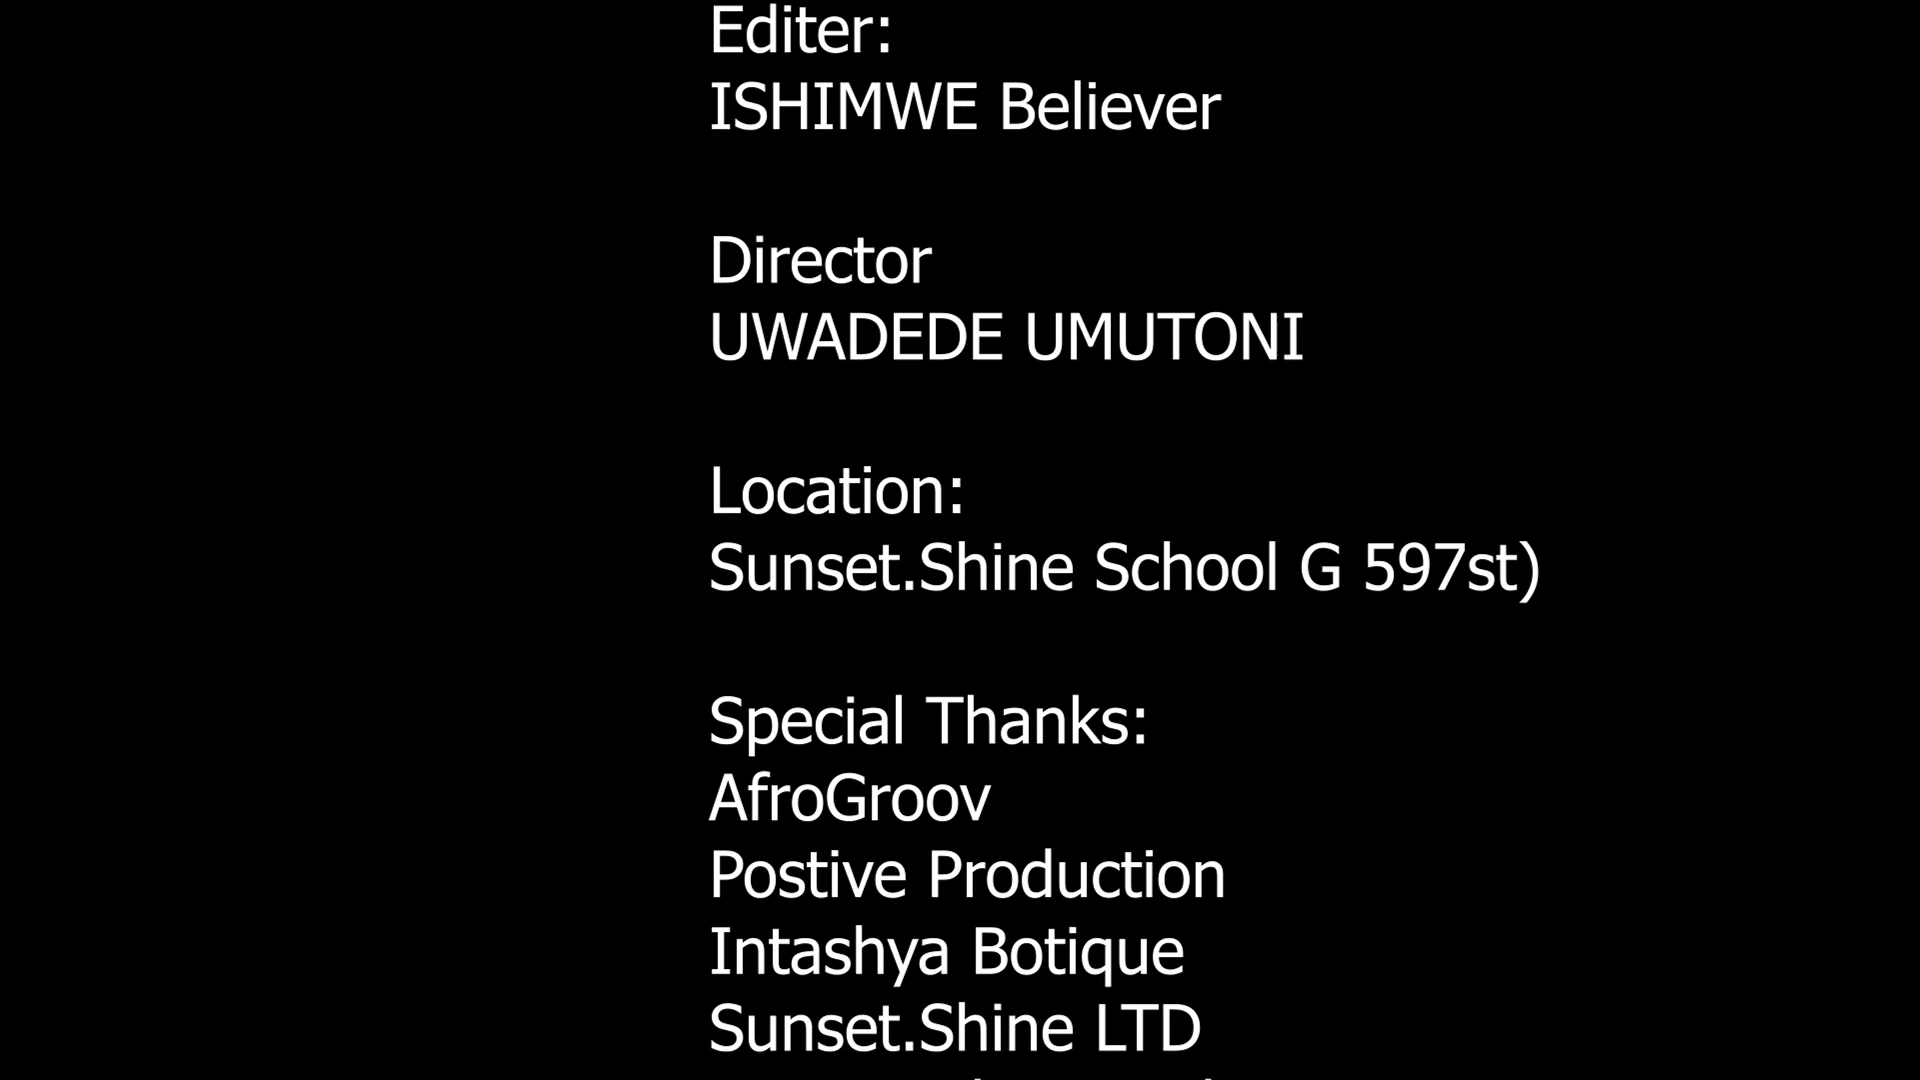 Editer:
ISHIMWE Believer
Director
UWADEDE UMUTONI
Location:
Sunset.Shine School G 597st)
Special Thanks:
AfroGroov
Postive Production
Intashya Botique
Sunset.Shine LTD